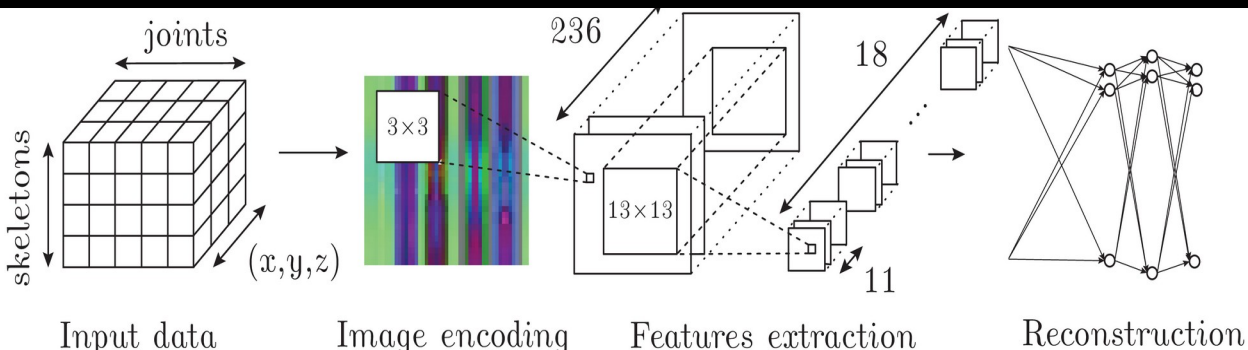 joints
skeletons
(x,y,z)
3×3
236
13×13
18
11
Input data
Image encoding
Features extraction
Reconstruction